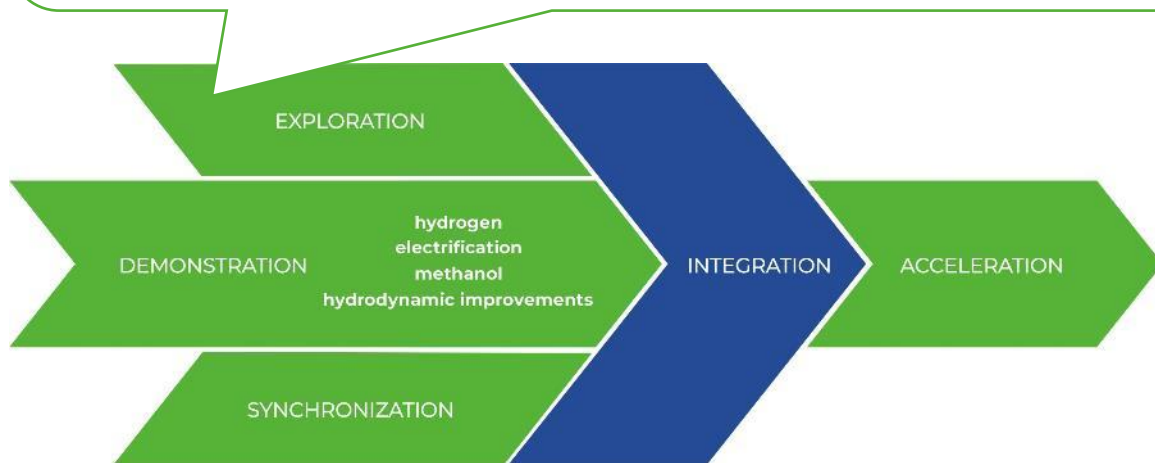 EXPLORATION
hydrogen
electrification
DEMONSTRATION
methanol
hydrodynamic improvements
INTEGRATION
ACCELERATION
SYNCHRONIZATION